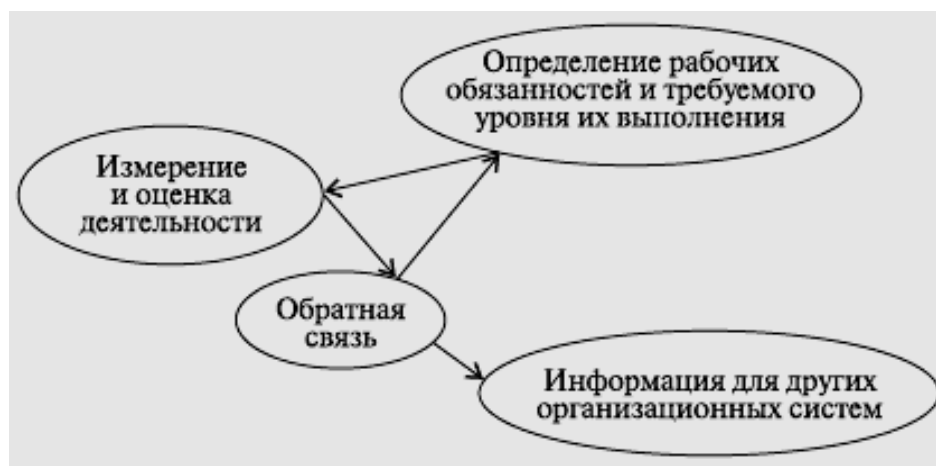 Определение рабочих
обязанностей и требуемого
уровня их выполнения
Измерение
и оценка
деятельности
Обратная
связь
Информация для других
организационных систем